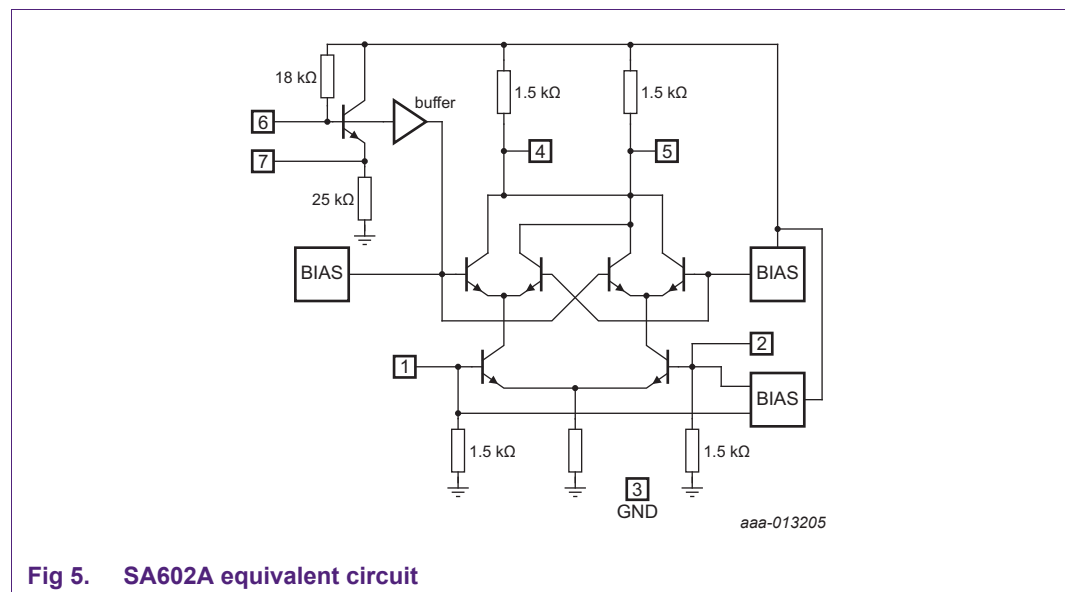 18 kΩ
buffer
1.5 kΩ
1.5 kΩ
6
7
4
5
25 kΩ
BIAS
BIAS
1
2
BIAS
1.5 kΩ
1.5 kΩ
3
GND
aaa-013205
Fig 5. SA602A equivalent circuit